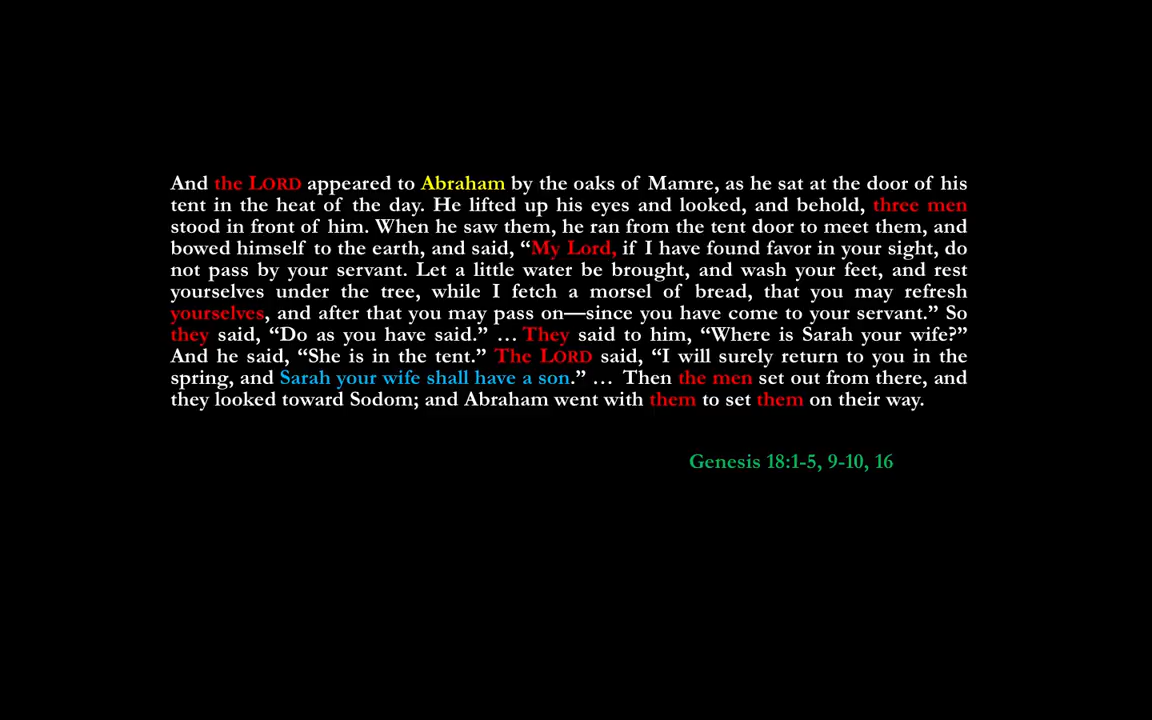 And the LORD appeared to Abraham by the oaks of Mamre, as he sat at the door of his
tent in the heat of the day. He lifted up his eyes and looked, and behold, three men
stood in front of him. When he saw them, he ran from the tent door to meet them, and
bowed himself to the earth, and said, “My Lord, if I have found favor in your sight, do
not pass by your servant. Let a little water be brought, and wash your feet, and rest
yourselves under the tree, while I fetch a morsel of bread, that you may refresh
yourselves, and after that you may pass on—since you have come to your servant.” So
they said, “Do as you have said.” … They said to him, “Where is Sarah your wife?”
And he said, “She is in the tent.” The LORD said, “I will surely return to you in the
spring, and Sarah your wife shall have a son.” … Then the men set out from there, and
they looked toward Sodom; and Abraham went with them to set them on their way.
Genesis 18:1-5, 9-10, 16